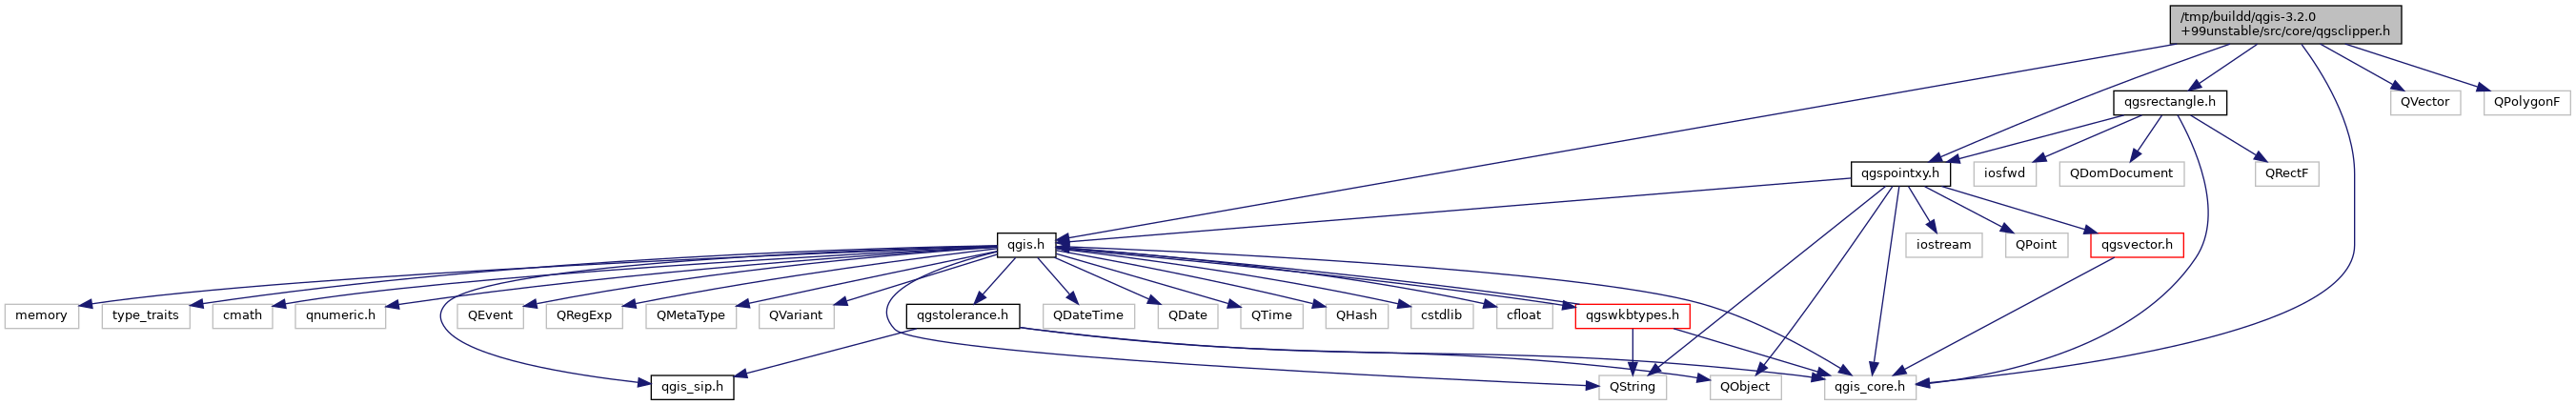 /tmp/buildd/qgis-3.2.0
+99unstable/src/core/qgsclipper.h
qgsrectangle.h
QVector
QPolygonF
qgspointxy.h
iosfwd
QDomDocument
QRectF
qgis.h
iostream
QPoint
qgsvector.h
memory
type_traits
cmath
qnumeric.h
QEvent
QRegExp
QMetaType
QVariant
qgstolerance.h
QDateTime
QDate
QTime
QHash
cstdlib
cfloat
qgswkbtypes.h
qgis_sip.h
QString
QObject
qgis_core.h